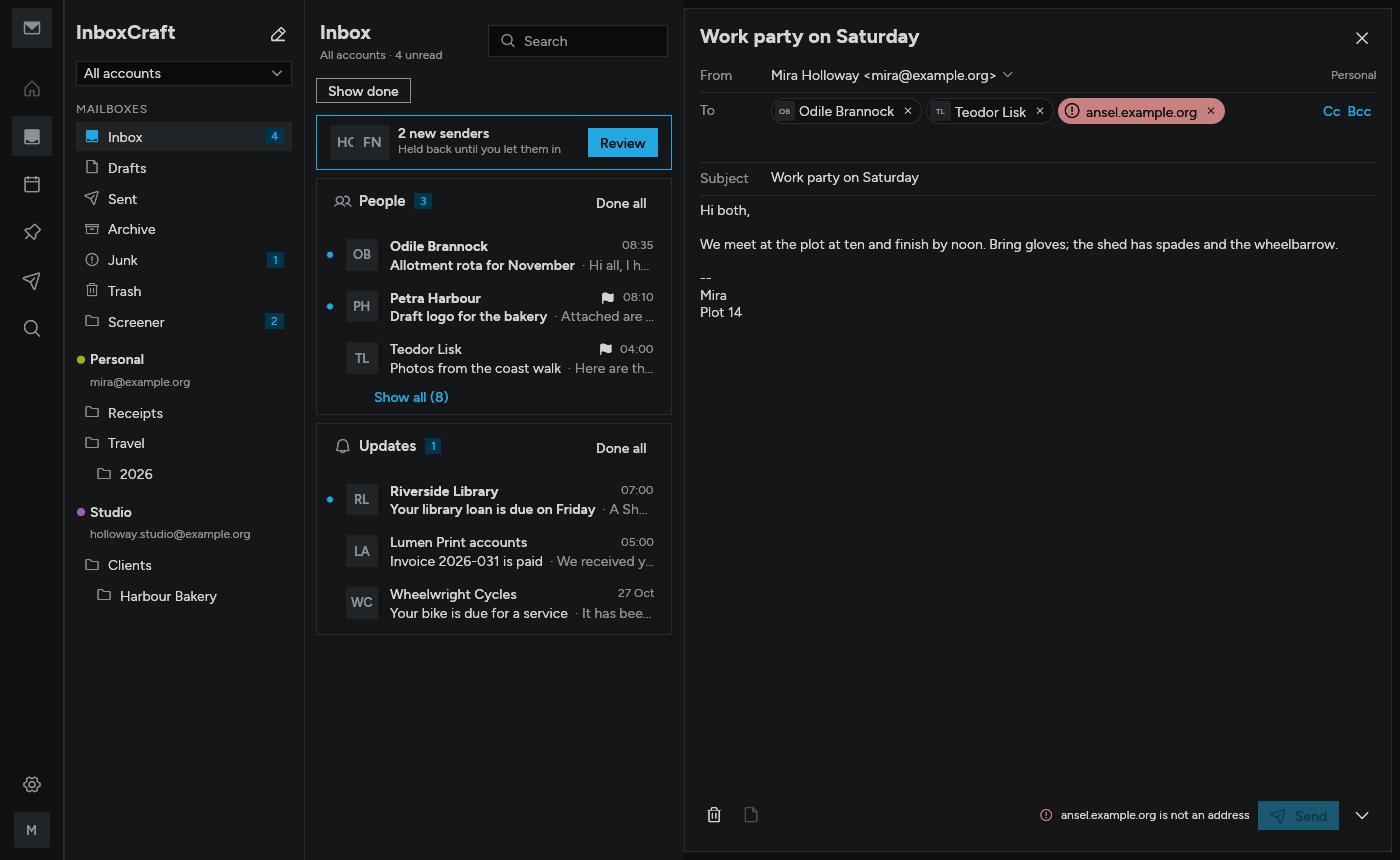 InboxCraft
All accounts
MAILBOXES
Inbox 4
Drafts
Sent
Archive
Junk 1
Trash
Screener 2
Personal
mira@example.org
Receipts
Travel
2026
Studio
holloway.studio@example.org
Clients
Harbour Bakery
M
Inbox
All accounts · 4 unread
Search
Show done
HC FN
2 new senders
Held back until you let them in
Review
People 3
Done all
OB
Odile Brannock 08:35
Allotment rota for November · Hi all, I h…
PH
Petra Harbour 08:10
Draft logo for the bakery · Attached are …
TL
Teodor Lisk 04:00
Photos from the coast walk · Here are th…
Show all (8)
Updates 1
Done all
RL
Riverside Library 07:00
Your library loan is due on Friday · A Sh…
LA
Lumen Print accounts 05:00
Invoice 2026-031 is paid · We received y…
WC
Wheelwright Cycles 27 Oct
Your bike is due for a service · It has bee…
Work party on Saturday
From Mira Holloway <mira@example.org> Personal
To OB Odile Brannock × TL Teodor Lisk × ansel.example.org × Cc Bcc
Subject Work party on Saturday
Hi both,
We meet at the plot at ten and finish by noon. Bring gloves; the shed has spades and the wheelbarrow.
--
Mira
Plot 14
ansel.example.org is not an address
Send